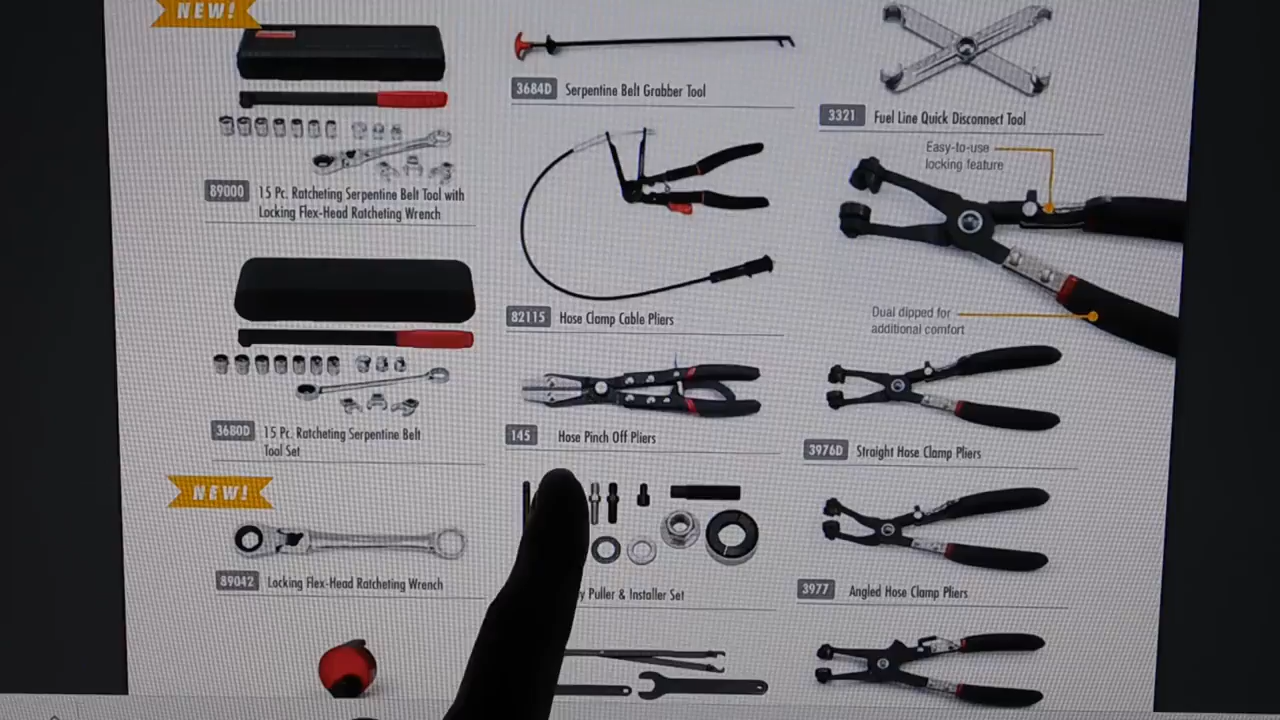 NEW!
89000 15 Pc. Ratcheting Serpentine Belt Tool with
Locking Flex-Head Ratcheting Wrench
3680D 15 Pc. Ratcheting Serpentine Belt
Tool Set
NEW!
89042 Locking Flex-Head Ratcheting Wrench
3684D Serpentine Belt Grabber Tool
82115 Hose Clamp Cable Pliers
145 Hose Pinch Off Pliers
Puller & Installer Set
3321 Fuel Line Quick Disconnect Tool
Easy-to-use
locking feature
Dual dipped for
additional comfort
3976D Straight Hose Clamp Pliers
3977 Angled Hose Clamp Pliers